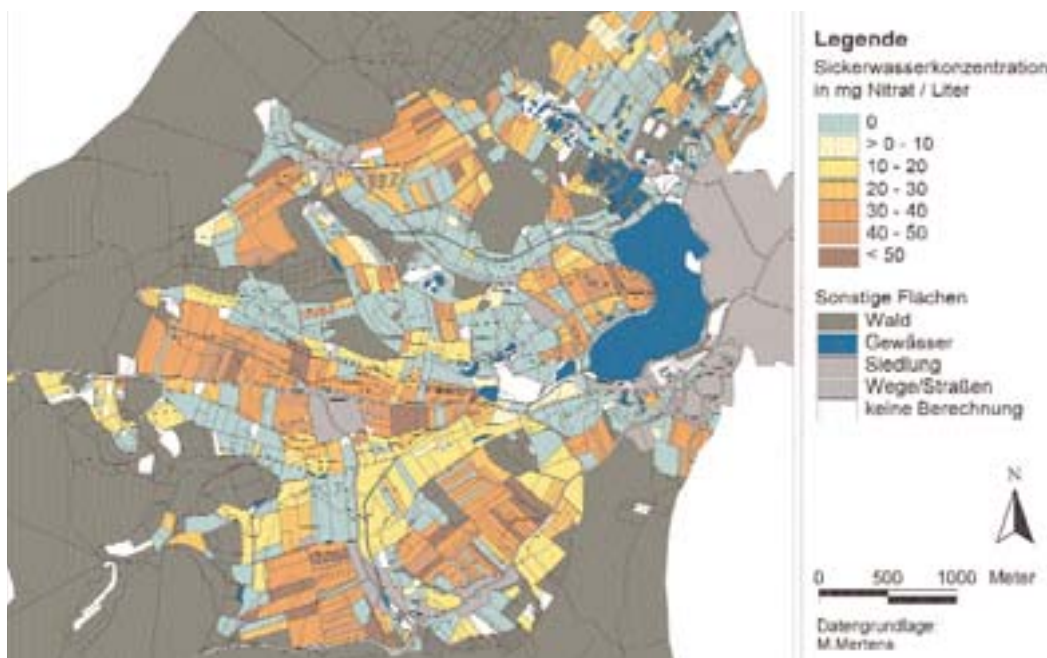 Legende
Sickerwasserkonzentration
in mg Nitrat / Liter
0
> 0 - 10
10 - 20
20 - 30
30 - 40
40 - 50
< 50
Sonstige Flächen
Wald
Gewässer
Siedlung
Wege/Straßen
keine Berechnung
N
0 500 1000 Meter
Datengrundlage
M.Mertens